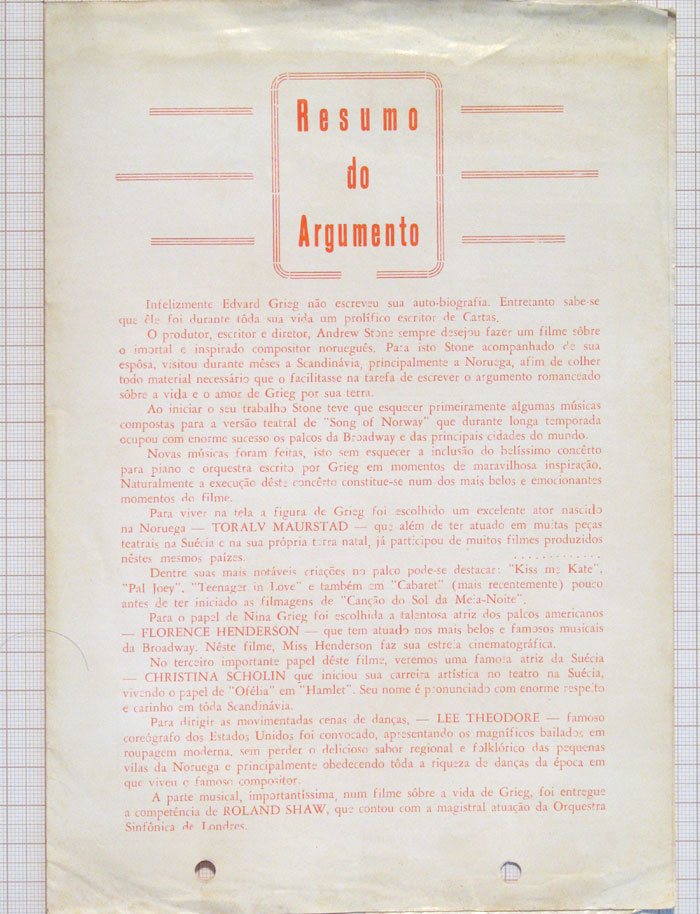 Resumo
do
Argumento
Infelizmente Edvard Grieg não escreveu sua auto-biografia. Entretanto sabe-se
que êle foi durante tôda sua vida um prolífico escritor de Cartas.
O produtor, escritor e diretor, Andrew Stone sempre desejou fazer um filme sôbre
o imortal e inspirado compositor norueguês. Para isto Stone acompanhado de sua
espôsa, visitou durante mêses a Scandinávia, principalmente a Noruega, afim de colher
todo material necessário que o facilitasse na tarefa de escrever o argumento romanceado
sôbre a vida e o amor de Grieg por sua terra.
Ao iniciar o seu trabalho Stone teve que esquecer primeiramente algumas músicas
compostas para a versão teatral de "Song of Norway" que durante longa temporada
ocupou com enorme sucesso os palcos da Broadway e das principais cidades do mundo.
Novas músicas foram feitas, isto sem esquecer a inclusão do belíssimo concêrto
para piano e orquestra escrito por Grieg em momentos de maravilhosa inspiração.
Naturalmente a execução dêste concêrto constitue-se num dos mais belos e emocionantes
momentos do filme.
Para viver na tela a figura de Grieg foi escolhido um excelente ator nascido
na Noruega — TORALV MAURSTAD — que além de ter atuado em muitas peças
teatrais na Suécia e na sua própria terra natal, já participou de muitos filmes produzidos
nêstes mesmos países. . . . . . . . . . . . .
Dentre suas mais notáveis criações no palco pode-se destacar: "Kiss me Kate",
"Pal Joey", "Teenager in Love" e também em "Cabaret" (mais recentemente) pouco
antes de ter iniciado as filmagens de "Canção do Sol da Meia-Noite".
Para o papel de Nina Grieg foi escolhida a talentosa atriz dos palcos americanos
— FLORENCE HENDERSON — que tem atuado nos mais belos e famosos musicais
da Broadway. Nêste filme, Miss Henderson faz sua estreia cinematográfica.
No terceiro importante papel dêste filme, veremos uma famosa atriz da Suécia
— CHRISTINA SCHOLIN que iniciou sua carreira artística no teatro na Suécia,
vivendo o papel de "Ofélia" em "Hamlet". Seu nome é pronunciado com enorme respeito
e carinho em tôda Scandinávia.
Para dirigir as movimentadas cenas de danças, — LEE THEODORE — famoso
coreógrafo dos Estados Unidos foi convocado, apresentando os magníficos bailados em
roupagem moderna, sem perder o delicioso sabor regional e folklórico das pequenas
vilas da Noruega e principalmente obedecendo tôda a riqueza de danças da época em
que viveu o famoso compositor.
A parte musical, importantíssima, num filme sôbre a vida de Grieg, foi entregue
a competência de ROLAND SHAW, que contou com a magistral atuação da Orquestra
Sinfônica de Londres.